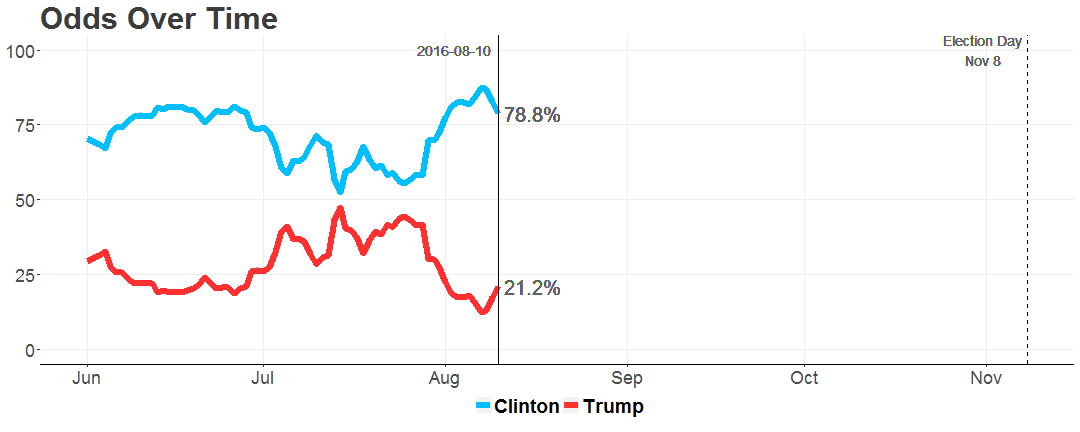 Odds Over Time
100
75
50
25
0
2016-08-10
Election Day
Nov 8
78.8%
21.2%
Jun Jul Aug Sep Oct Nov
Clinton Trump